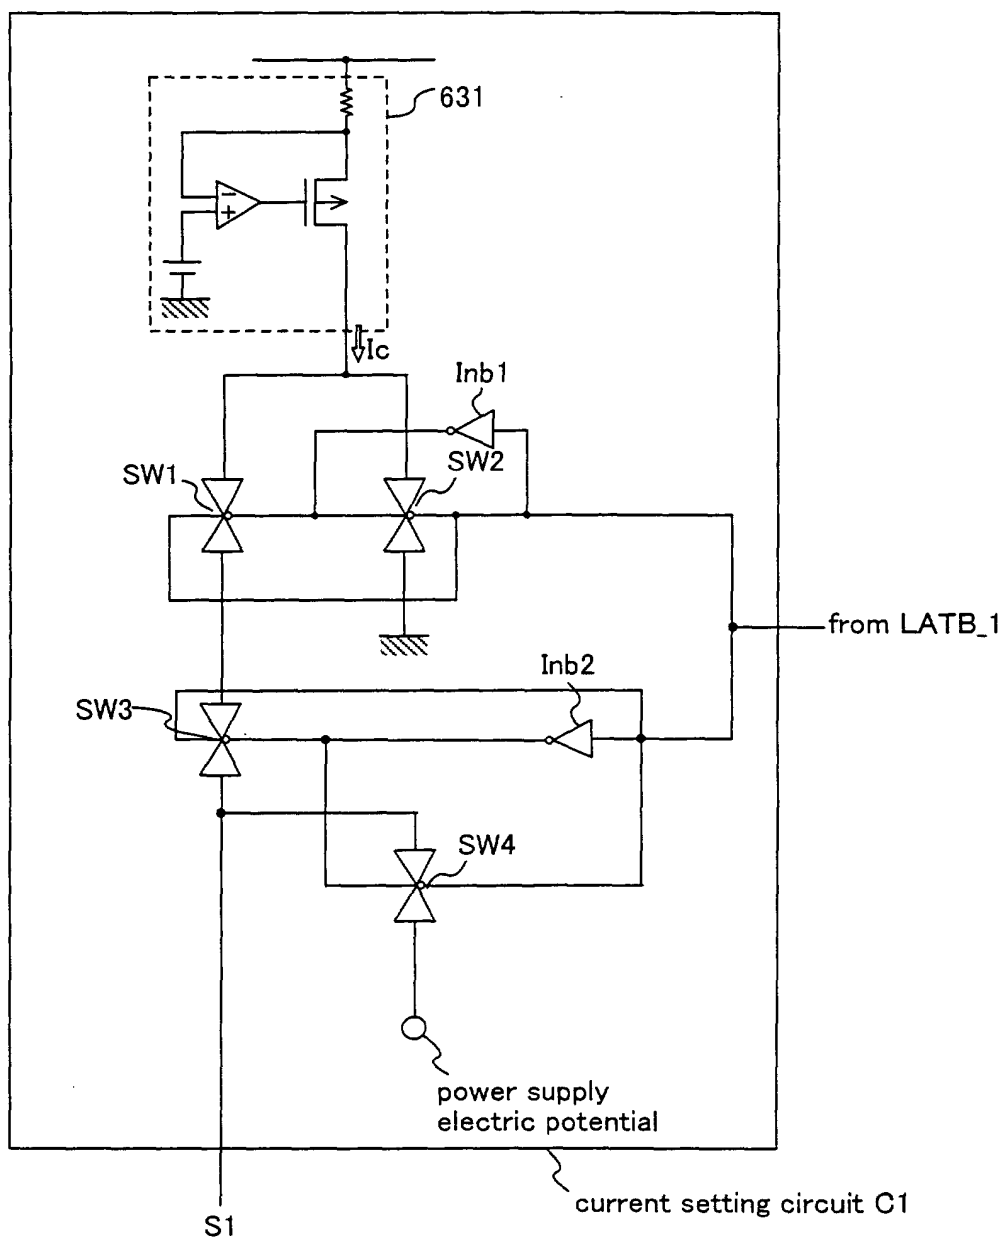 631
−
+
Ic
Inb1
SW1
SW2
from LATB_1
Inb2
SW3
SW4
power supply
electric potential
current setting circuit C1
S1